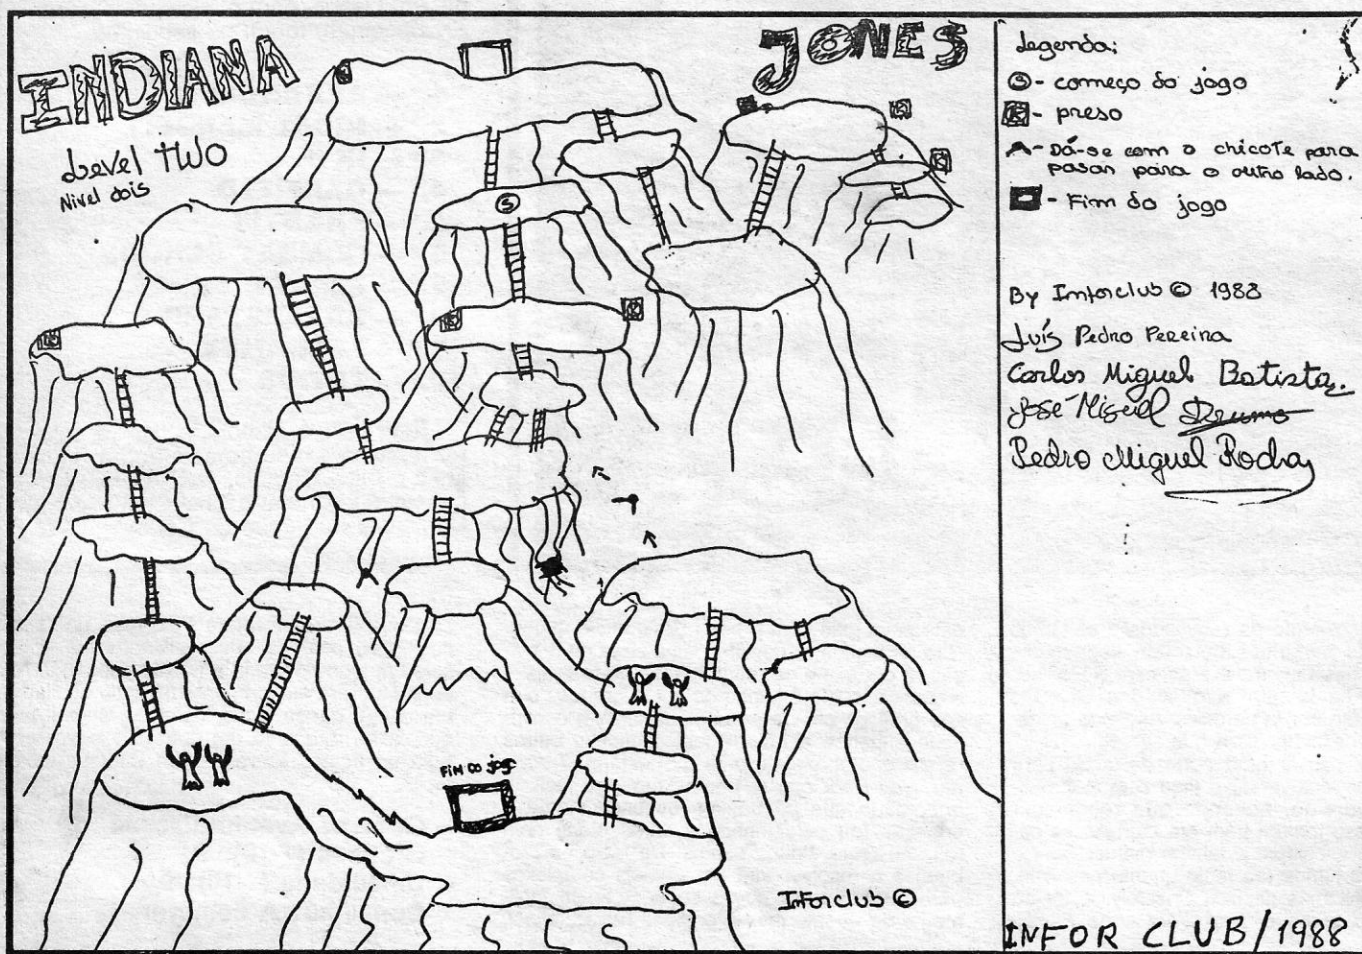 INDIANA JONES
Level TWO
Nível dois
S
FIM DO jogo
Inforclub ©
Legenda;
S - começo do jogo
- preso
- Dá-se com o chicote para
pasar para o outro lado.
- Fim do jogo
By Inforclub © 1988
Luís Pedro Pereira
Carlos Miguel Batista.
José Miguel
Pedro Miguel Rocha
INFOR CLUB/1988